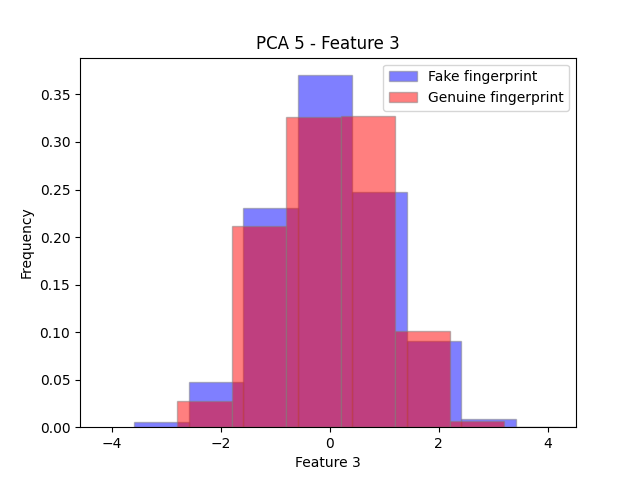 PCA 5 - Feature 3
Fake fingerprint
Genuine fingerprint
0.35
0.30
0.25
0.20
0.15
0.10
0.05
0.00
Frequency
−4
−2
0
2
4
Feature 3